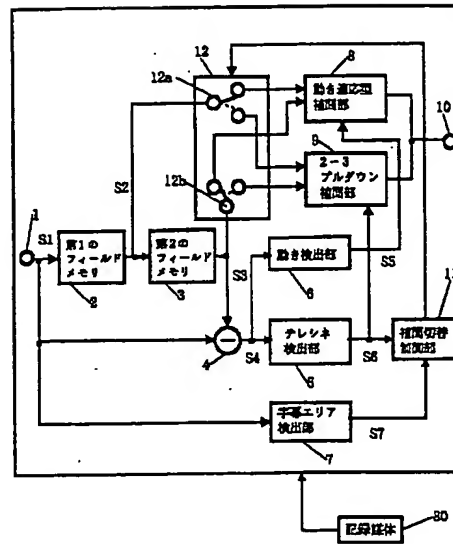 12
12a
12b
8
動き適応型
補間部
9
2-3
プルダウン
補間部
10
S2
1
S1
第1の
フィールド
メモリ
2
第2の
フィールド
メモリ
3
S3
動き検出部
6
S5
11
4
S4
テレシネ
検出部
6
S6
補間切替
制御部
字幕エリア
検出部
7
S7
記録媒体
80